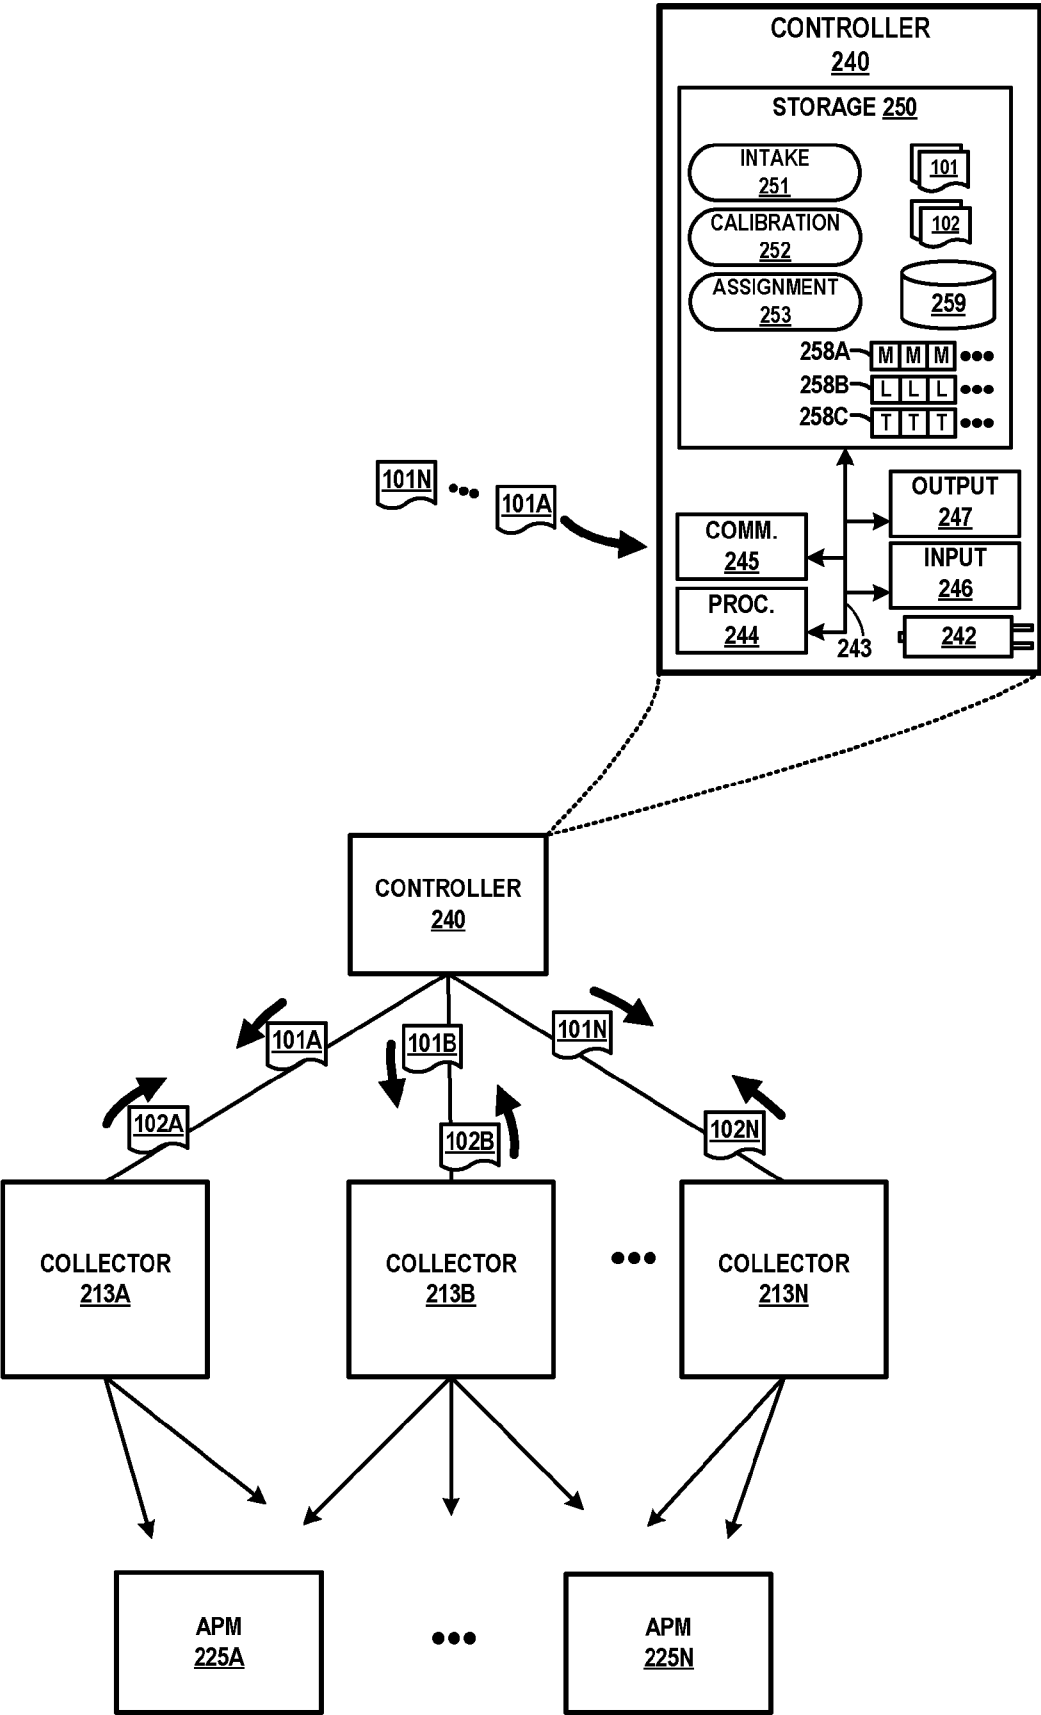 CONTROLLER
240
STORAGE 250
INTAKE
251
101
CALIBRATION
252
102
ASSIGNMENT
253
259
258A M M M
258B L L L
258C T T T
101N
101A
OUTPUT
247
COMM.
245
INPUT
246
PROC.
244
243
242
CONTROLLER
240
101A
101B
101N
102A
102B
102N
COLLECTOR
213A
COLLECTOR
213B
COLLECTOR
213N
APM
225A
APM
225N